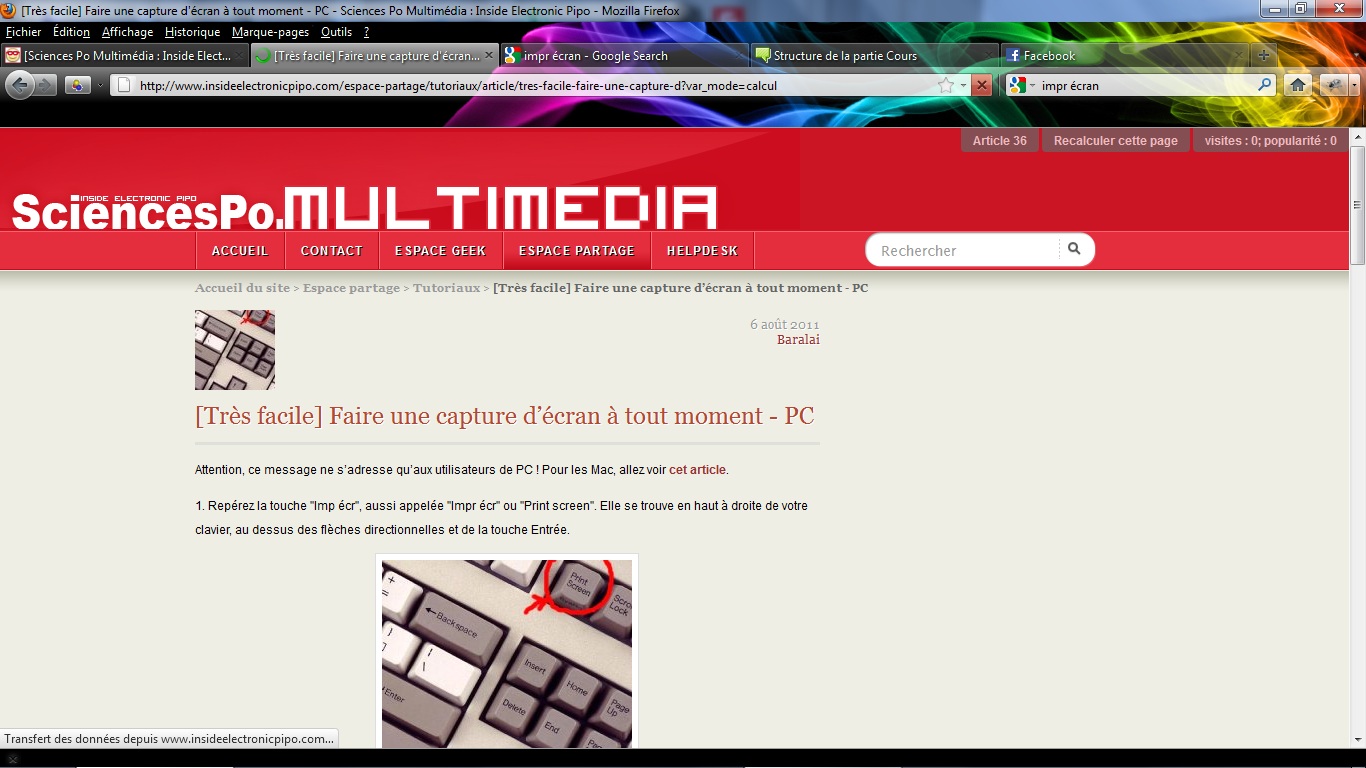 [Très facile] Faire une capture d'écran à tout moment - PC - Sciences Po Multimédia : Inside Electronic Pipo - Mozilla Firefox
Fichier Édition Affichage Historique Marque-pages Outils ?
[Sciences Po Multimédia : Inside Elect... [Très facile] Faire une capture d'écran... impr écran - Google Search Structure de la partie Cours Facebook
http://www.insideelectronicpipo.com/espace-partage/tutoriaux/article/tres-facile-faire-une-capture-d?var_mode=calcul impr écran
Article 36 Recalculer cette page visites : 0; popularité : 0
INSIDE ELECTRONIC PIPO
SciencesPo.MULTIMEDIA
ACCUEIL CONTACT ESPACE GEEK ESPACE PARTAGE HELPDESK Rechercher
Accueil du site > Espace partage > Tutoriaux > [Très facile] Faire une capture d’écran à tout moment - PC
6 août 2011
Baralai
[Très facile] Faire une capture d’écran à tout moment - PC
Attention, ce message ne s’adresse qu’aux utilisateurs de PC ! Pour les Mac, allez voir cet article.
1. Repérez la touche "Imp écr", aussi appelée "Impr écr" ou "Print screen". Elle se trouve en haut à droite de votre
clavier, au dessus des flèches directionnelles et de la touche Entrée.
Print
Screen
Scro
Lock
+
=
Backspace
}
]
|
\
Insert
Home
Page
Up
Enter
Delete
End
Pa
Transfert des données depuis www.insideelectronicpipo.com...